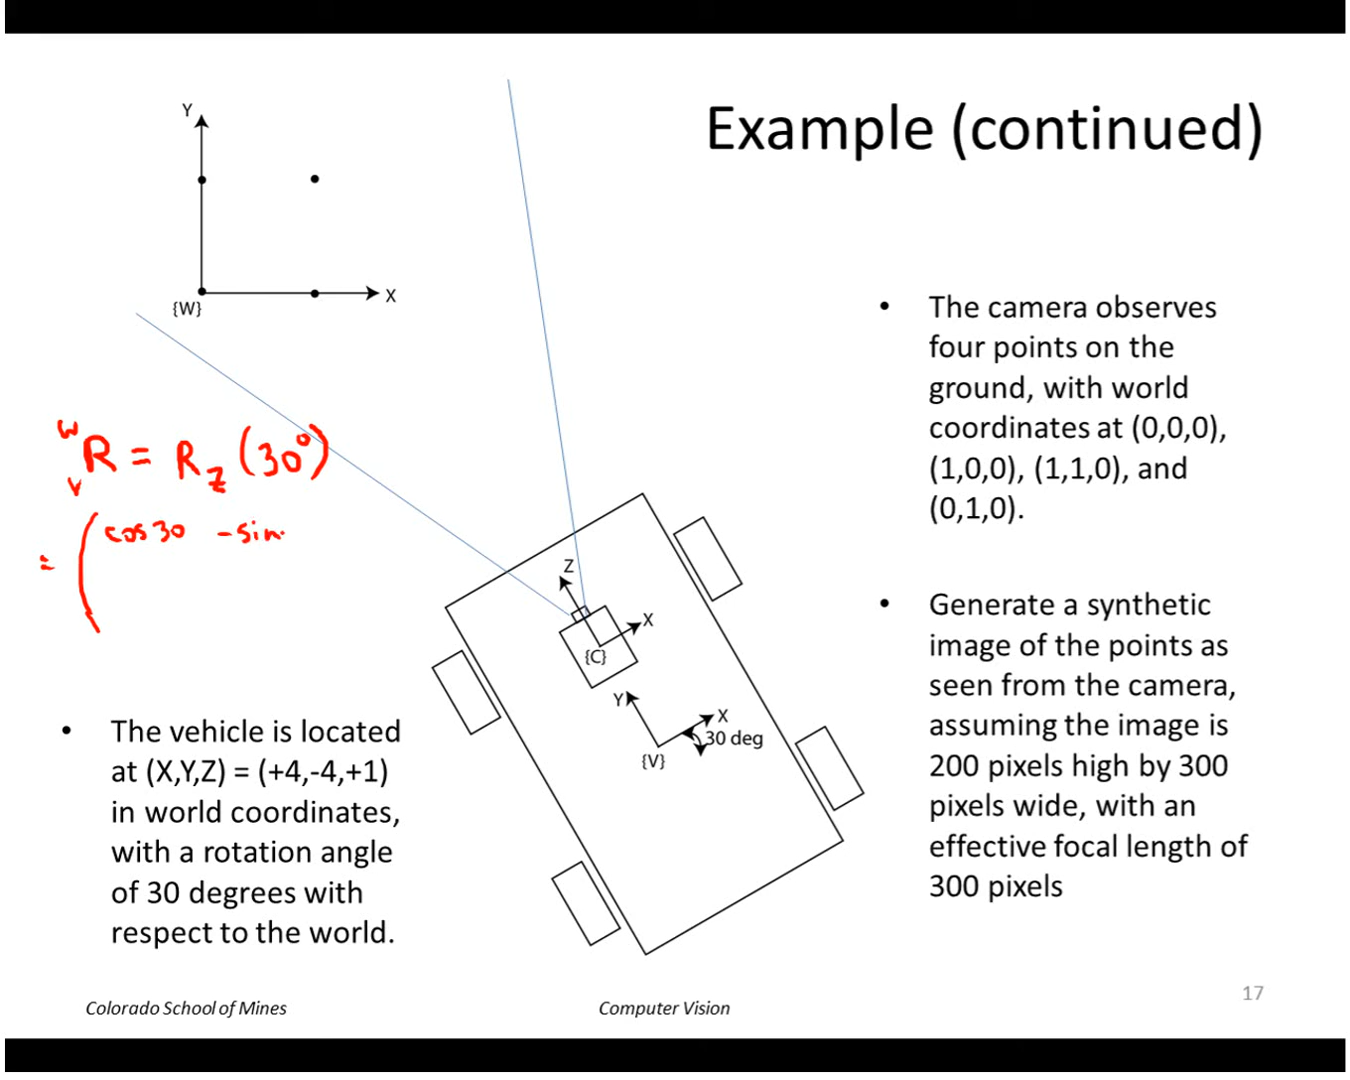 Example (continued)
Y
X
{W}
ᵂᵥR = R_Z (30°)
= ( cos 30 -sin
Z
X
{C}
Y
X
30 deg
{V}
• The vehicle is located
at (X,Y,Z) = (+4,-4,+1)
in world coordinates,
with a rotation angle
of 30 degrees with
respect to the world.
• The camera observes
four points on the
ground, with world
coordinates at (0,0,0),
(1,0,0), (1,1,0), and
(0,1,0).
• Generate a synthetic
image of the points as
seen from the camera,
assuming the image is
200 pixels high by 300
pixels wide, with an
effective focal length of
300 pixels
17
Colorado School of Mines
Computer Vision